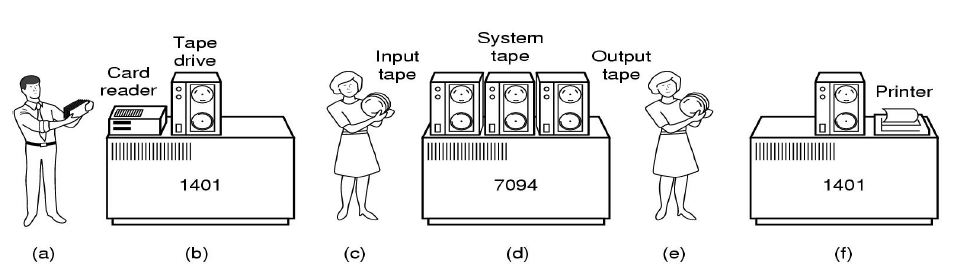 Tape
drive
Card
reader
Input
tape
System
tape
Output
tape
Printer
1401
7094
1401
(a)
(b)
(c)
(d)
(e)
(f)